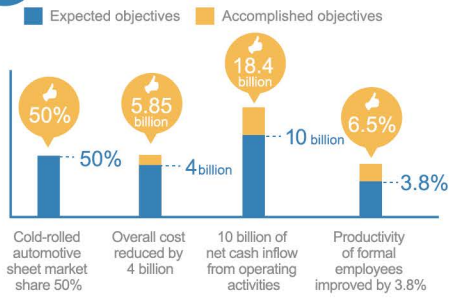 Expected objectives
Accomplished objectives
50%
50%
5.85
billion
4 billion
18.4
billion
10 billion
6.5%
3.8%
Cold-rolled
automotive
sheet market
share 50%
Overall cost
reduced by
4 billion
10 billion of
net cash inflow
from operating
activities
Productivity
of formal
employees
improved by 3.8%